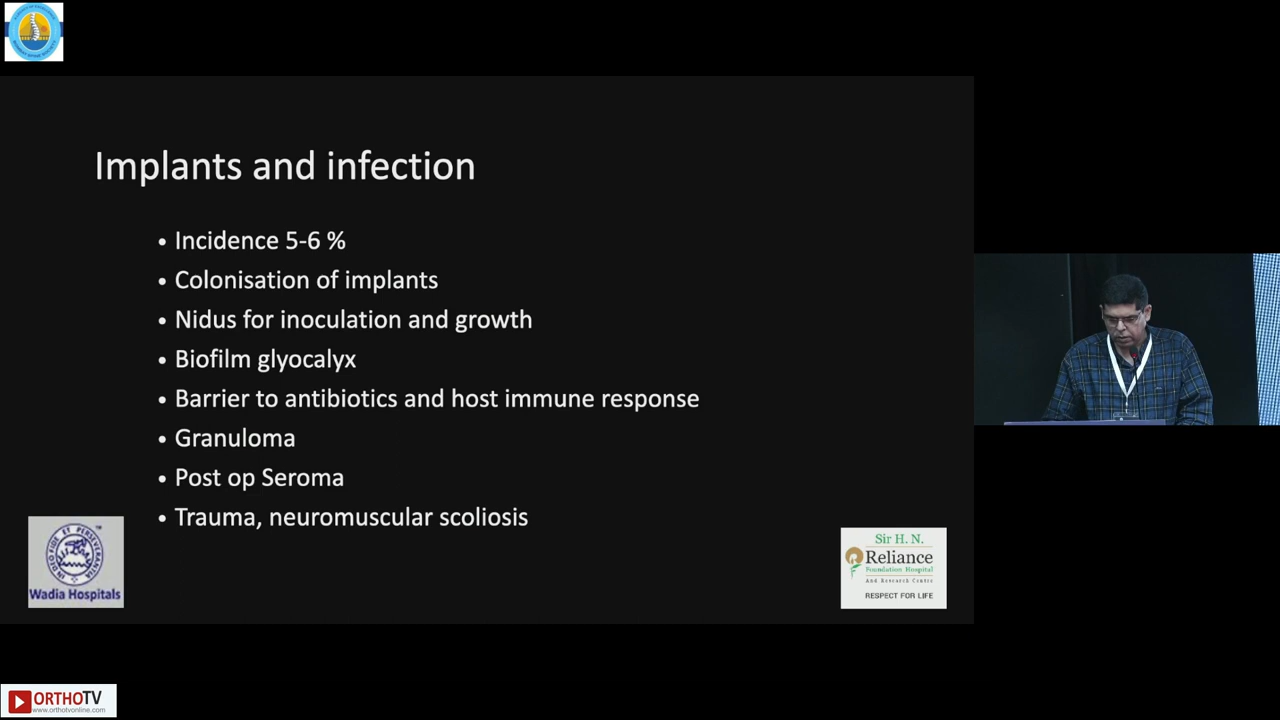 Implants and infection
• Incidence 5-6 %
• Colonisation of implants
• Nidus for inoculation and growth
• Biofilm glyocalyx
• Barrier to antibiotics and host immune response
• Granuloma
• Post op Seroma
• Trauma, neuromuscular scoliosis
Wadia Hospitals
Sir H. N.
Reliance
Foundation Hospital
And Research Centre
RESPECT FOR LIFE
ORTHOTV
www.orthotvonline.com